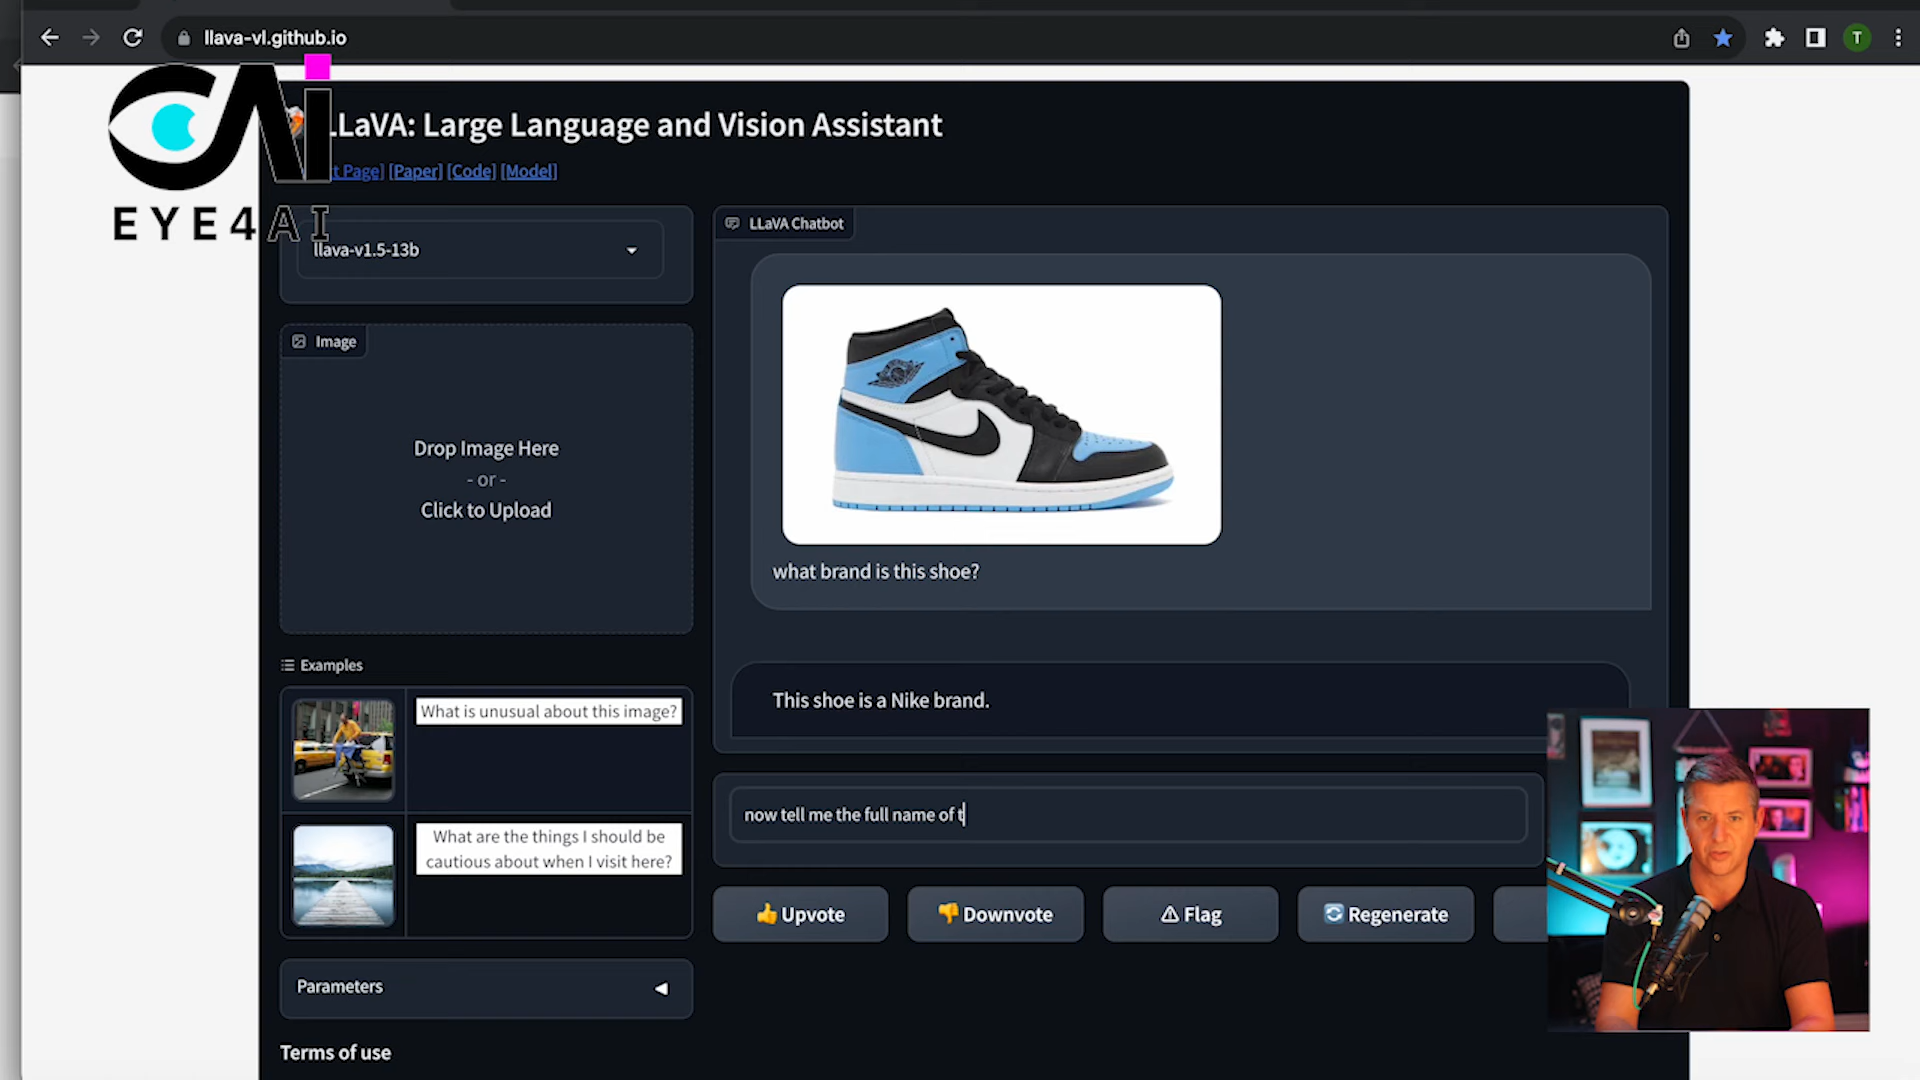 llava-vl.github.io
T
EYE4AI
LLaVA: Large Language and Vision Assistant
t Page] [Paper] [Code] [Model]
llava-v1.5-13b
LLaVA Chatbot
Image
Drop Image Here
- or -
Click to Upload
what brand is this shoe?
This shoe is a Nike brand.
now tell me the full name of t
Examples
What is unusual about this image?
What are the things I should be
cautious about when I visit here?
Upvote
Downvote
Flag
Regenerate
Parameters
Terms of use